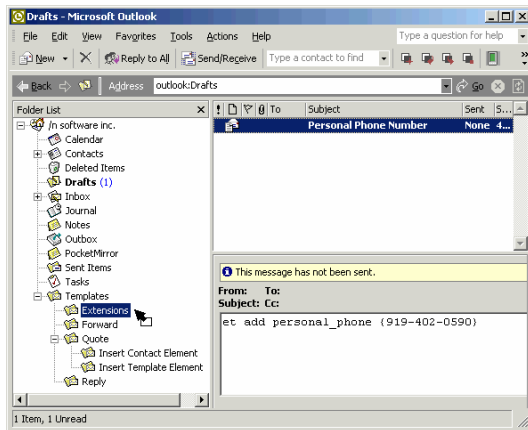 Drafts - Microsoft Outlook
File Edit View Favorites Tools Actions Help Type a question for help
New Reply to All Send/Receive Type a contact to find
Back Address outlook:Drafts Go
Folder List
/n software inc.
Calendar
Contacts
Deleted Items
Drafts (1)
Inbox
Journal
Notes
Outbox
PocketMirror
Sent Items
Tasks
Templates
Extensions
Forward
Quote
Insert Contact Element
Insert Template Element
Reply
! To Subject Sent S...
Personal Phone Number None 4...
This message has not been sent.
From: To:
Subject: Cc:
et add personal_phone {919-402-0590}
1 Item, 1 Unread